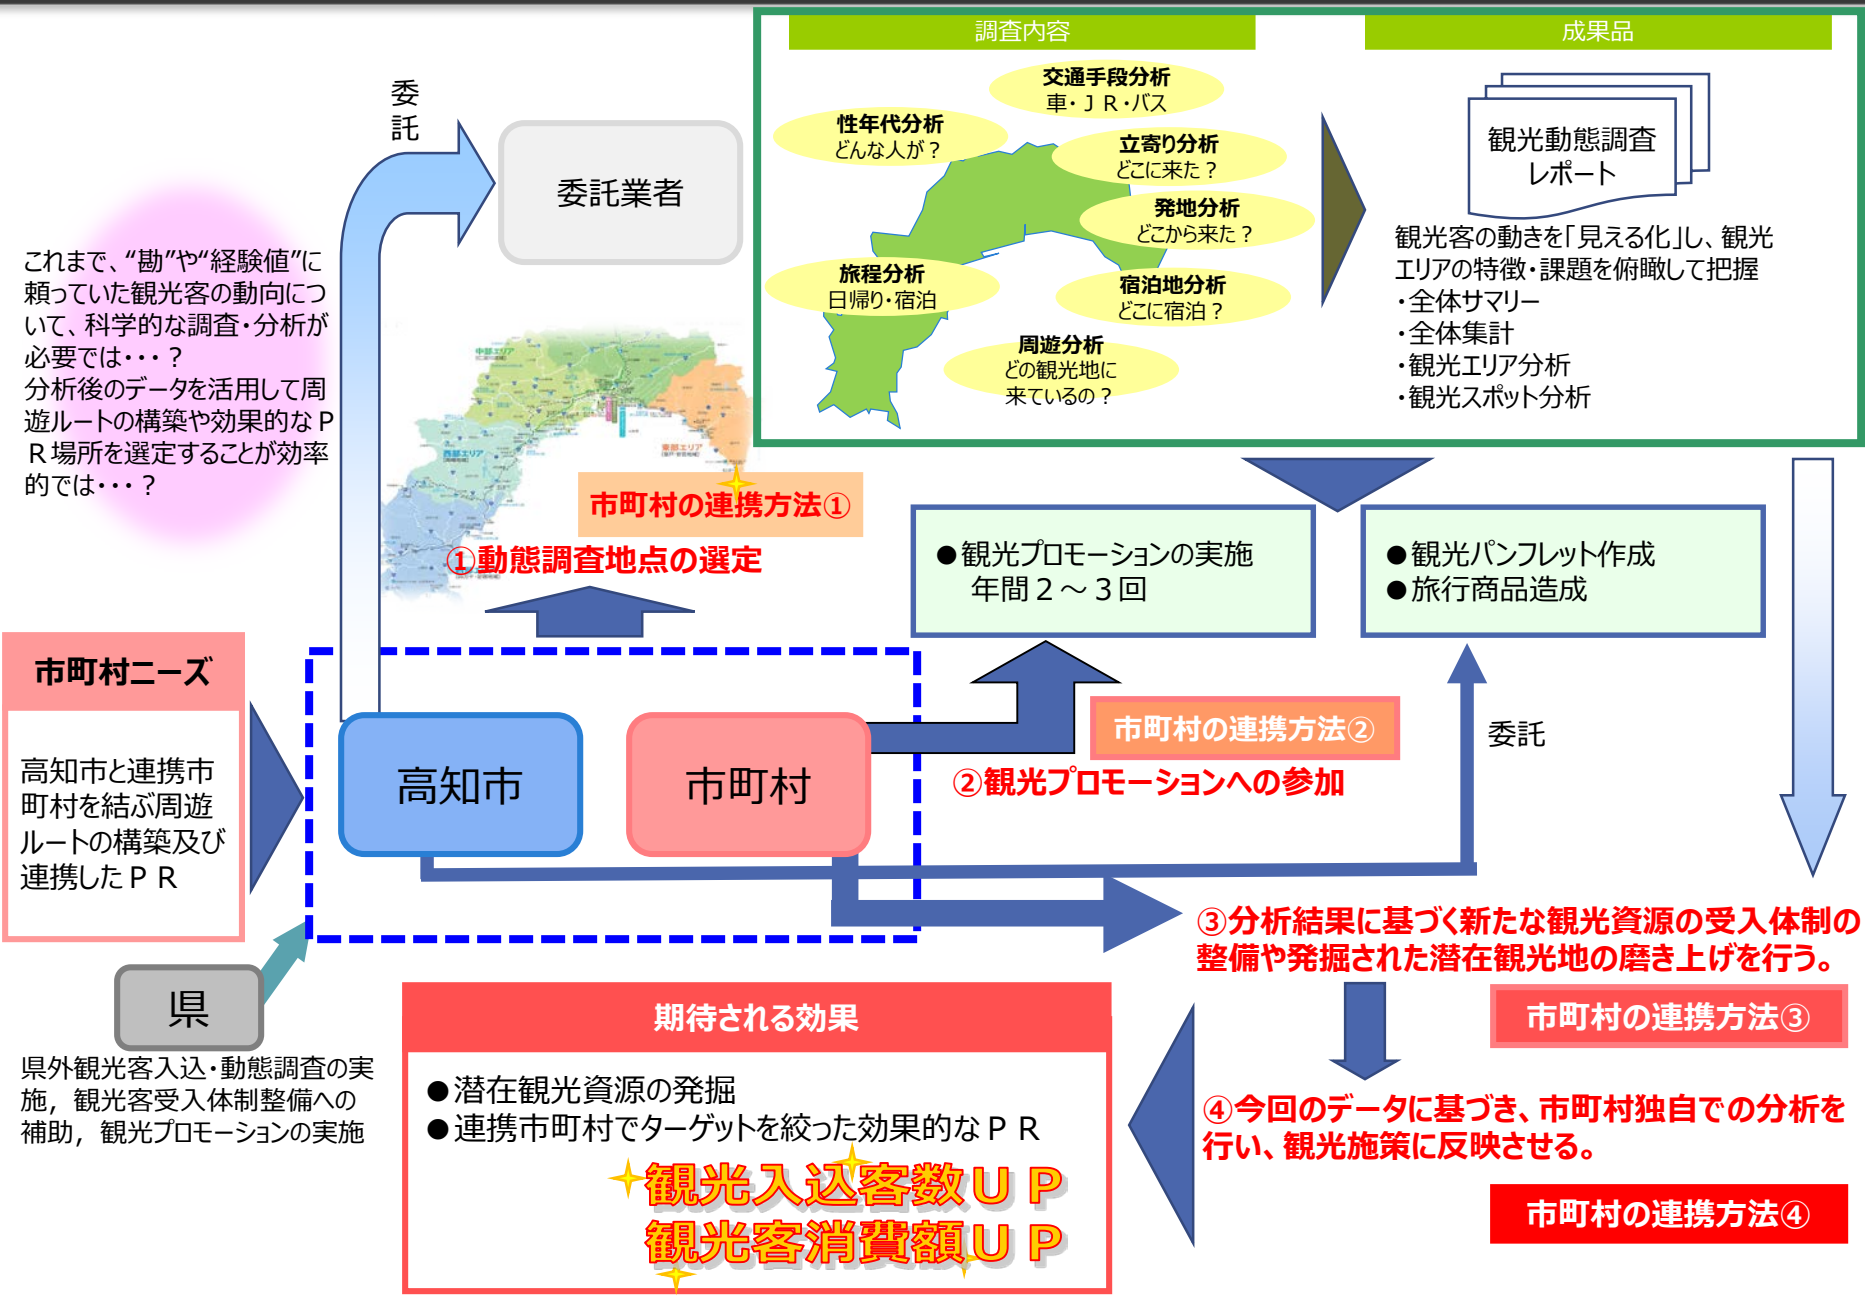 調査内容
成果品
交通手段分析
車・ＪＲ・バス
性年代分析
どんな人が？
立寄り分析
どこに来た？
発地分析
どこから来た？
旅程分析
日帰り・宿泊
宿泊地分析
どこに宿泊？
周遊分析
どの観光地に
来ているの？
観光動態調査
レポート
観光客の動きを「見える化」し、観光
エリアの特徴・課題を俯瞰して把握
・全体サマリー
・全体集計
・観光エリア分析
・観光スポット分析
委
託
委託業者
これまで、“勘”や“経験値”に
頼っていた観光客の動向につ
いて、科学的な調査・分析が
必要では・・・？
分析後のデータを活用して周
遊ルートの構築や効果的なＰ
Ｒ場所を選定することが効率
的では・・・？
中部エリア
西部エリア
東部エリア
市町村の連携方法①
①動態調査地点の選定
●観光プロモーションの実施
年間２～３回
●観光パンフレット作成
●旅行商品造成
市町村ニーズ
高知市と連携市
町村を結ぶ周遊
ルートの構築及び
連携したＰＲ
高知市
市町村
市町村の連携方法②
②観光プロモーションへの参加
委託
③分析結果に基づく新たな観光資源の受入体制の
整備や発掘された潜在観光地の磨き上げを行う。
市町村の連携方法③
④今回のデータに基づき、市町村独自での分析を
行い、観光施策に反映させる。
市町村の連携方法④
県
県外観光客入込・動態調査の実
施，観光客受入体制整備への
補助，観光プロモーションの実施
期待される効果
●潜在観光資源の発掘
●連携市町村でターゲットを絞った効果的なＰＲ
観光入込客数ＵＰ
観光客消費額ＵＰ